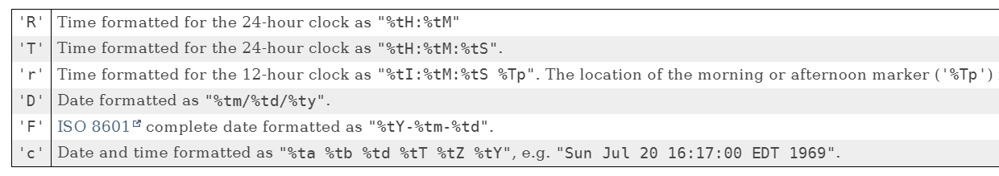 'R' Time formatted for the 24-hour clock as "%tH:%tM"
'T' Time formatted for the 24-hour clock as "%tH:%tM:%tS".
'r' Time formatted for the 12-hour clock as "%tI:%tM:%tS %Tp". The location of the morning or afternoon marker ('%Tp')
'D' Date formatted as "%tm/%td/%ty".
'F' ISO 8601 complete date formatted as "%tY-%tm-%td".
'c' Date and time formatted as "%ta %tb %td %tT %tZ %tY", e.g. "Sun Jul 20 16:17:00 EDT 1969".